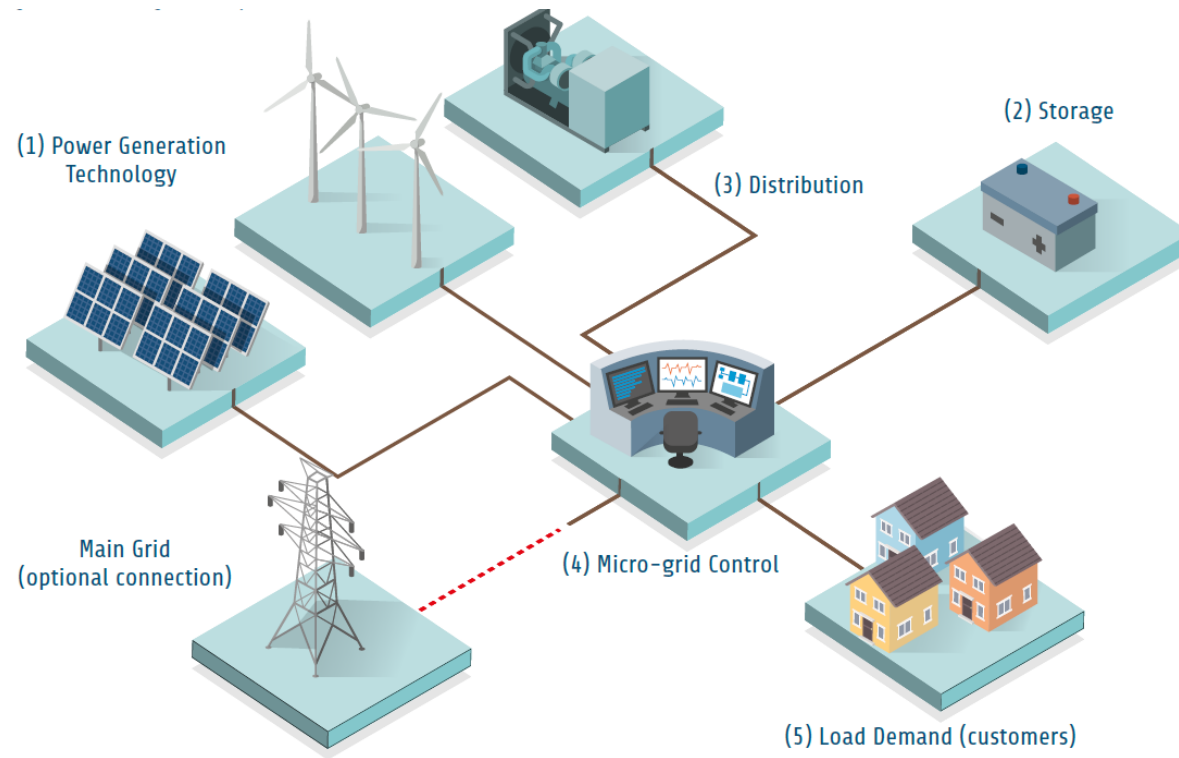 (1) Power Generation
Technology
(2) Storage
(3) Distribution
Main Grid
(optional connection)
(4) Micro-grid Control
(5) Load Demand (customers)